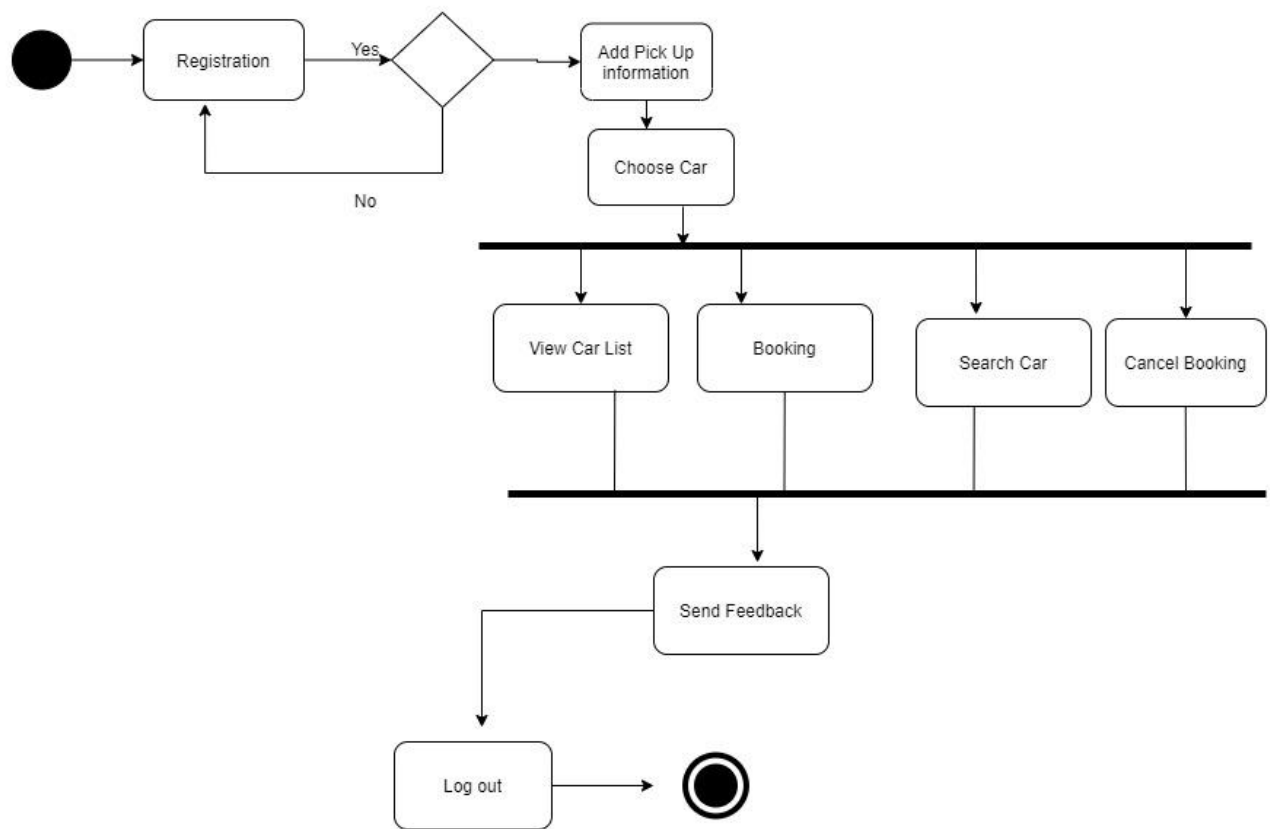 Registration
Yes
Add Pick Up
information
Choose Car
No
View Car List
Booking
Search Car
Cancel Booking
Send Feedback
Log out